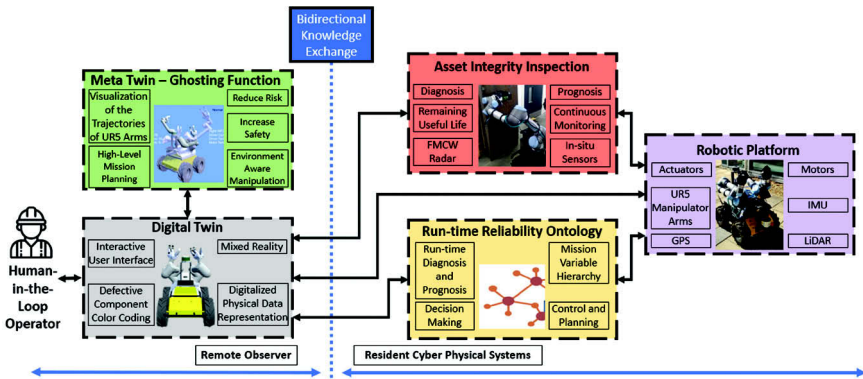 Bidirectional
Knowledge
Exchange
Meta Twin – Ghosting Function
Visualization
of the
Trajectories
of UR5 Arms
High-Level
Mission
Planning
Reduce Risk
Increase
Safety
Environment
Aware
Manipulation
Asset Integrity Inspection
Diagnosis
Remaining
Useful Life
FMCW
Radar
Prognosis
Continuous
Monitoring
In-situ
Sensors
Robotic Platform
Actuators
UR5
Manipulator
Arms
GPS
Motors
IMU
LiDAR
Human-
in-the-
Loop
Operator
Digital Twin
Interactive
User Interface
Defective
Component
Color Coding
Mixed Reality
Digitalized
Physical Data
Representation
Run-time Reliability Ontology
Run-time
Diagnosis
and
Prognosis
Decision
Making
Mission
Variable
Hierarchy
Control and
Planning
Remote Observer
Resident Cyber Physical Systems